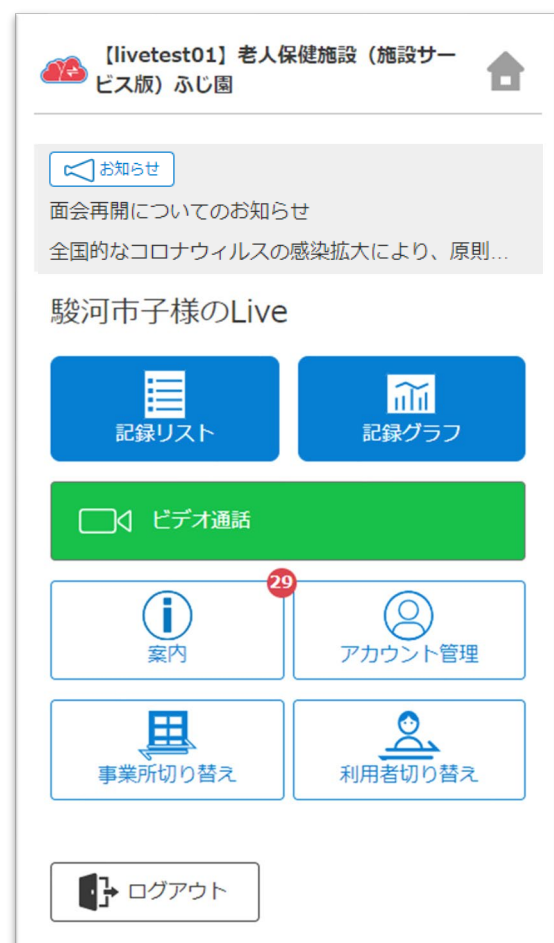 【livetest01】老人保健施設（施設サー
ビス版）ふじ園
お知らせ
面会再開についてのお知らせ
全国的なコロナウィルスの感染拡大により、原則...
駿河市子様のLive
記録リスト
記録グラフ
ビデオ通話
29
案内
アカウント管理
事業所切り替え
利用者切り替え
ログアウト